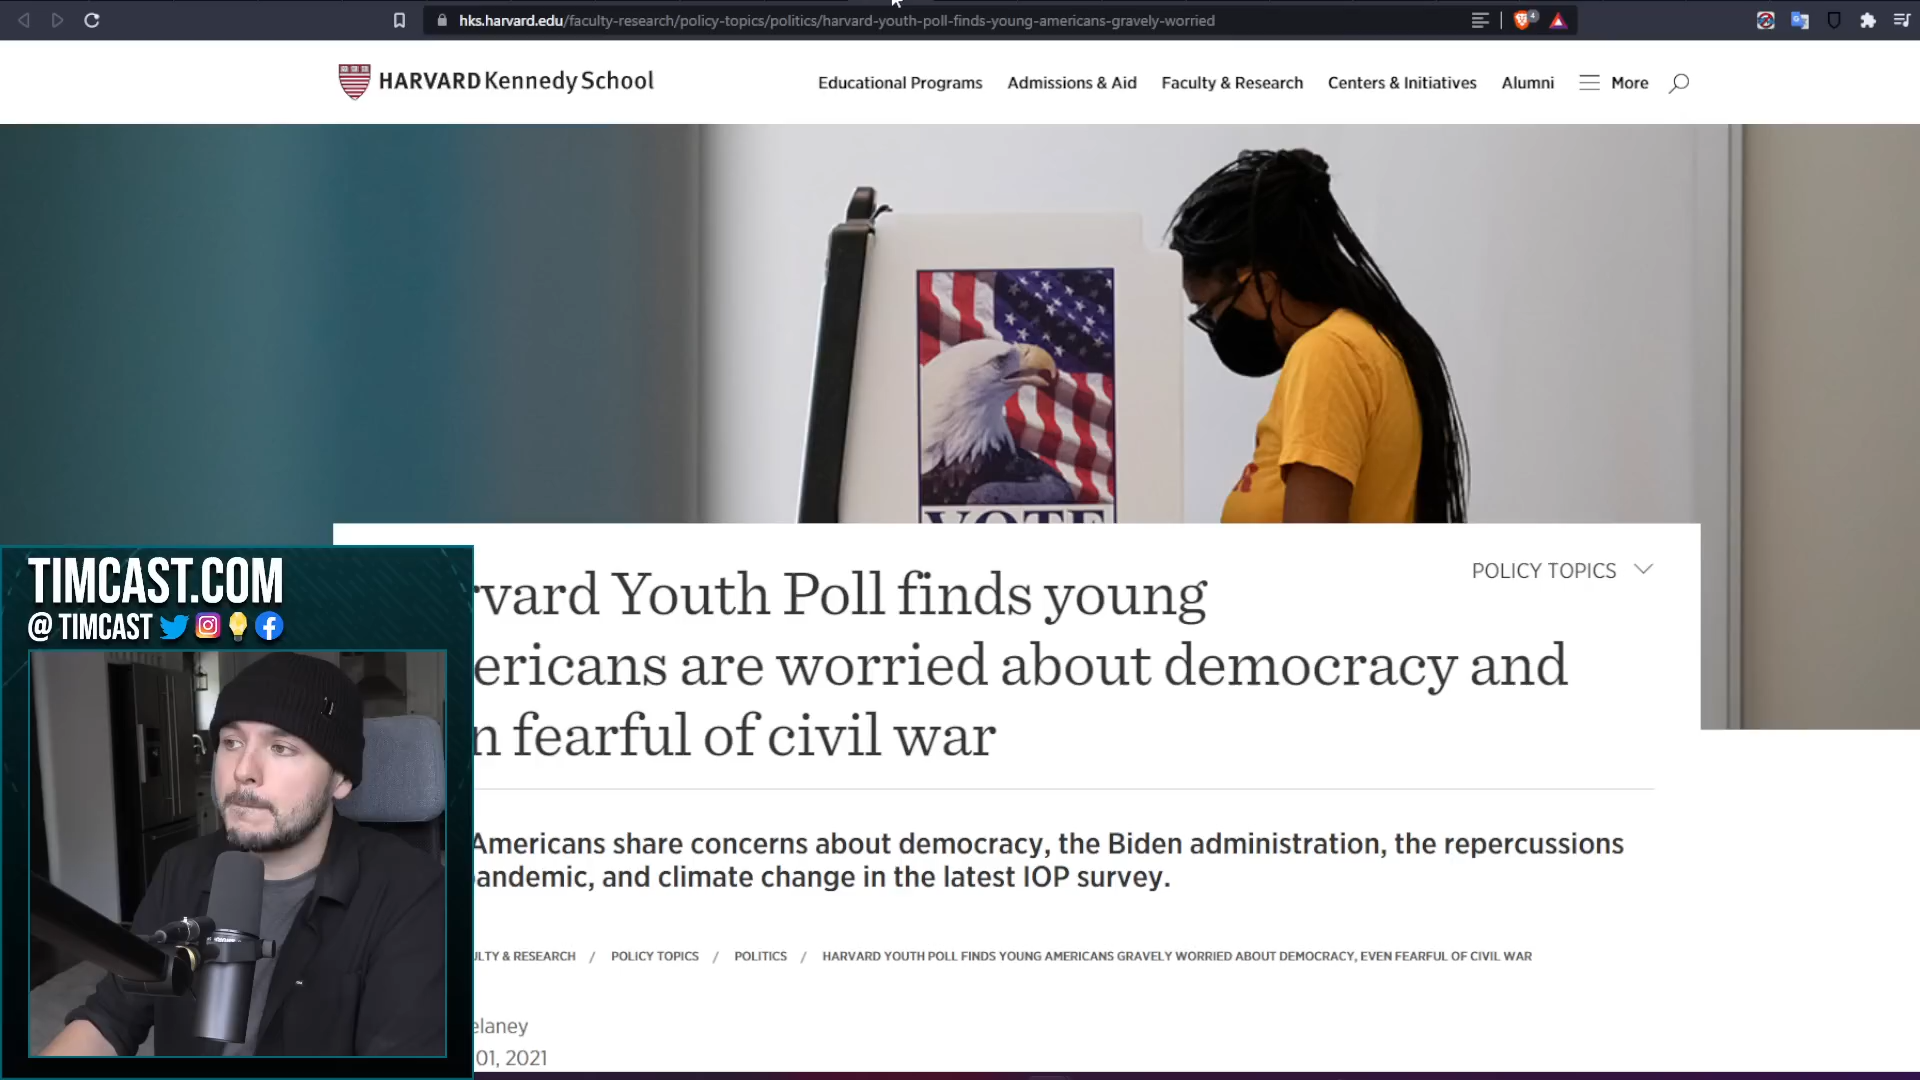 hks.harvard.edu/faculty-research/policy-topics/politics/harvard-youth-poll-finds-young-americans-gravely-worried
4
HARVARD Kennedy School
Educational Programs
Admissions & Aid
Faculty & Research
Centers & Initiatives
Alumni
More
VOTE
POLICY TOPICS
rvard Youth Poll finds young
ericans are worried about democracy and
n fearful of civil war
Americans share concerns about democracy, the Biden administration, the repercussions
andemic, and climate change in the latest IOP survey.
LTY & RESEARCH / POLICY TOPICS / POLITICS / HARVARD YOUTH POLL FINDS YOUNG AMERICANS GRAVELY WORRIED ABOUT DEMOCRACY, EVEN FEARFUL OF CIVIL WAR
elaney
01, 2021
TIMCAST.COM
@ TIMCAST